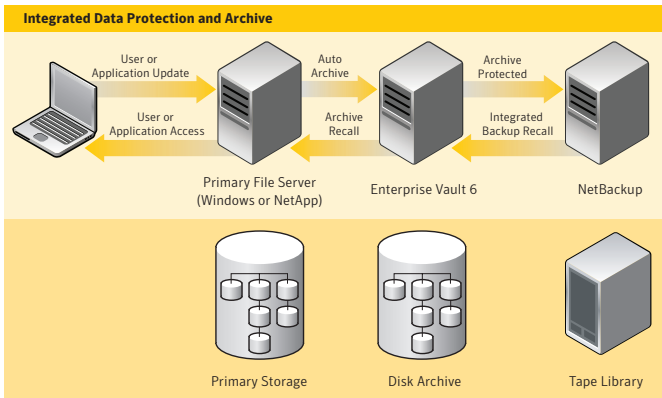 Integrated Data Protection and Archive
User or
Application Update
Auto
Archive
Archive
Protected
User or
Application Access
Archive
Recall
Integrated
Backup Recall
Primary File Server
(Windows or NetApp)
Enterprise Vault 6
NetBackup
Primary Storage
Disk Archive
Tape Library